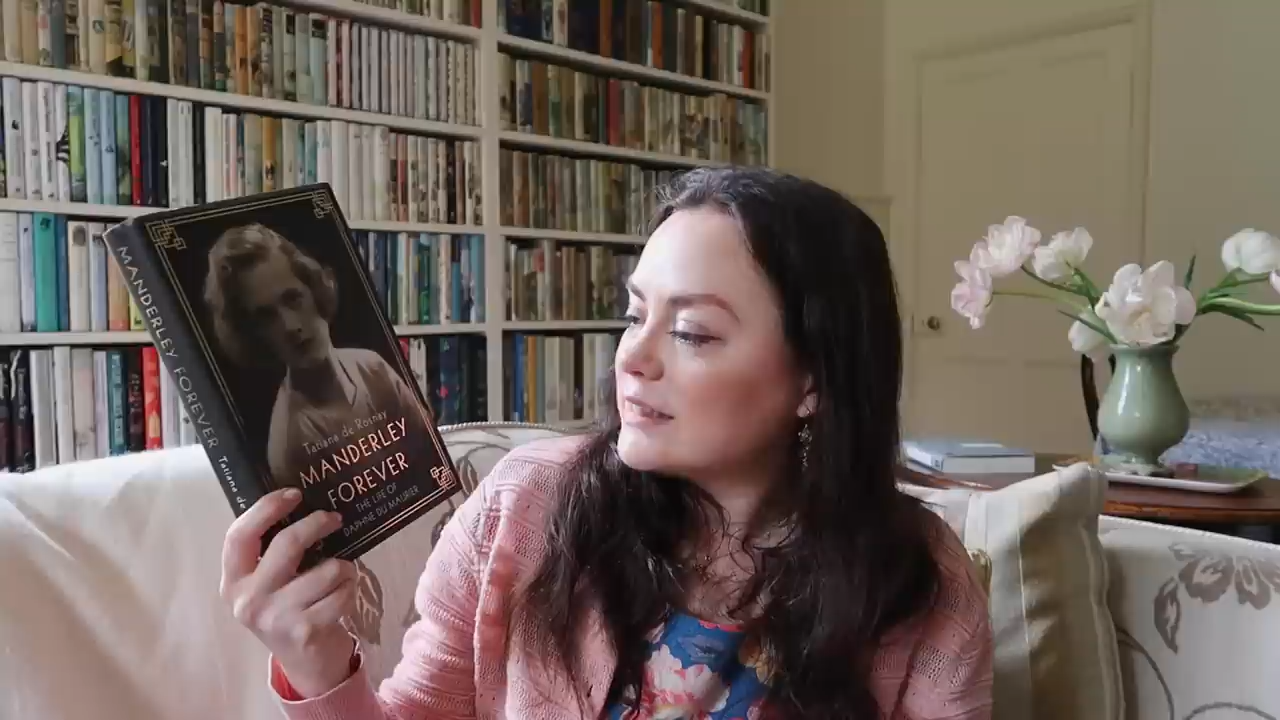 MANDERLEY FOREVER Tatiana de
Tatiana de Rosnay
MANDERLEY
FOREVER
THE LIFE OF
DAPHNE DU MAURIER